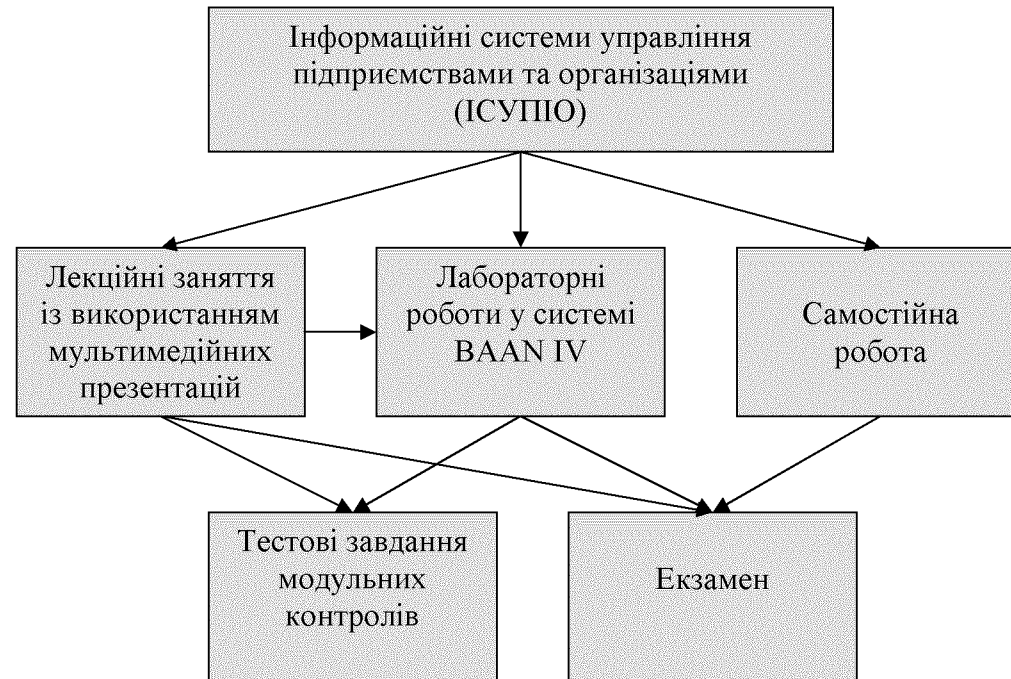 Інформаційні системи управління
підприємствами та організаціями
(ІСУПІО)
Лекційні заняття
із використанням
мультимедійних
презентацій
Лабораторні
роботи у системі
BAAN IV
Самостійна
робота
Тестові завдання
модульних
контролів
Екзамен